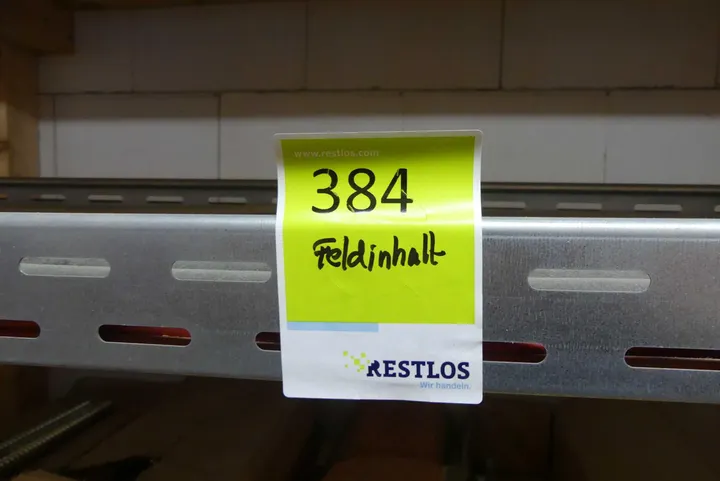 www.restlos.com
384
Feldinhalt
RESTLOS
Wir handeln.